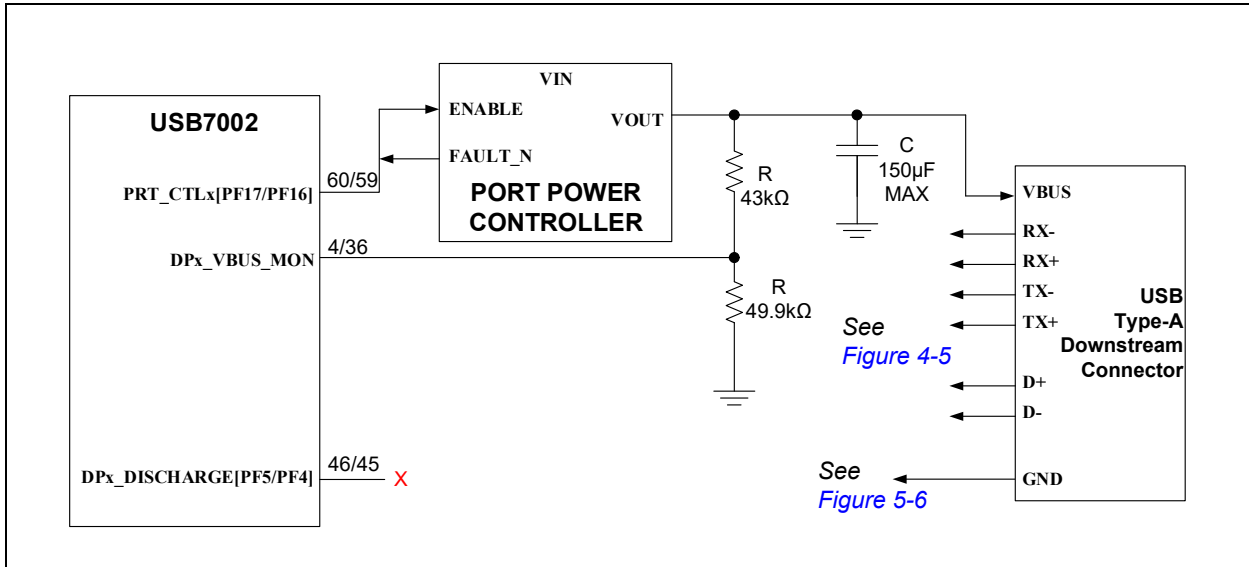 USB7002
PRT_CTLx[PF17/PF16]
60/59
DPx_VBUS_MON
4/36
DPx_DISCHARGE[PF5/PF4]
46/45
X
VIN
ENABLE
VOUT
FAULT_N
PORT POWER
CONTROLLER
R
43kΩ
R
49.9kΩ
C
150µF
MAX
See
Figure 4-5
See
Figure 5-6
VBUS
RX-
RX+
TX-
TX+
D+
D-
GND
USB
Type-A
Downstream
Connector